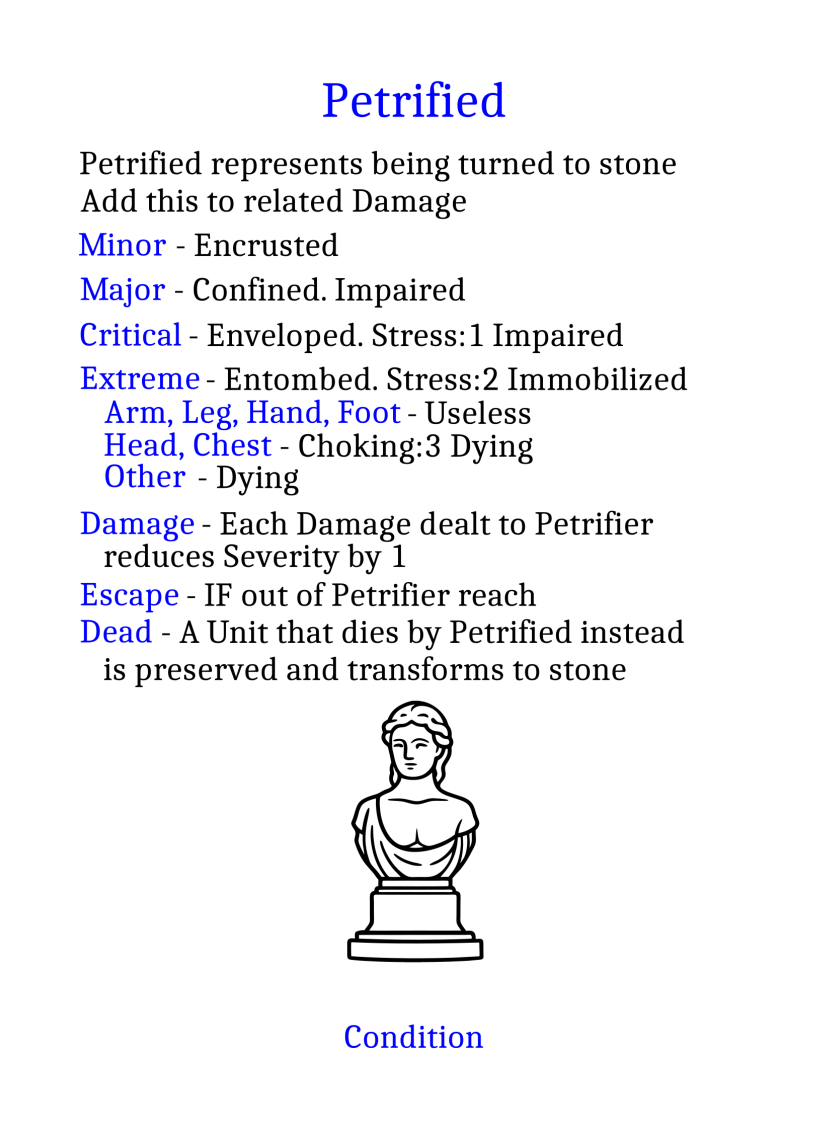 Petrified
Petrified represents being turned to stone
Add this to related Damage
Minor - Encrusted
Major - Confined. Impaired
Critical - Enveloped. Stress:1 Impaired
Extreme - Entombed. Stress:2 Immobilized
Arm, Leg, Hand, Foot - Useless
Head, Chest - Choking:3 Dying
Other - Dying
Damage - Each Damage dealt to Petrifier
reduces Severity by 1
Escape - IF out of Petrifier reach
Dead - A Unit that dies by Petrified instead
is preserved and transforms to stone
Condition